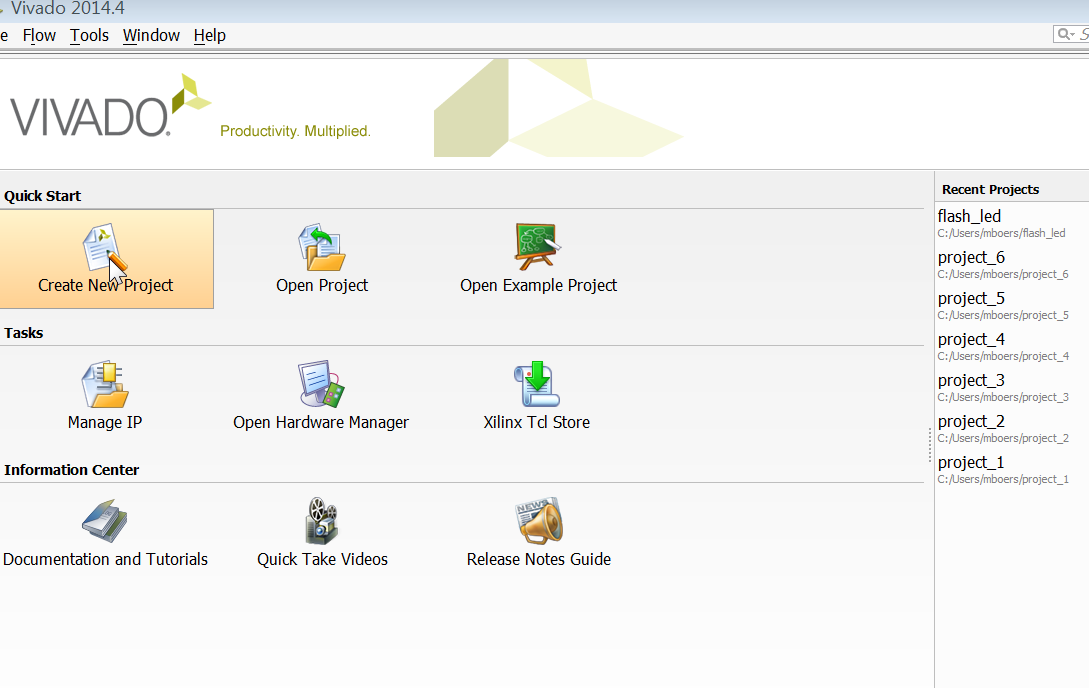 Vivado 2014.4
e Flow Tools Window Help
S
VIVADO.
Productivity. Multiplied.
Quick Start
Create New Project
Open Project
Open Example Project
Tasks
Manage IP
Open Hardware Manager
Xilinx Tcl Store
Information Center
NEWS
Documentation and Tutorials
Quick Take Videos
Release Notes Guide
Recent Projects
flash_led
C:/Users/mboers/flash_led
project_6
C:/Users/mboers/project_6
project_5
C:/Users/mboers/project_5
project_4
C:/Users/mboers/project_4
project_3
C:/Users/mboers/project_3
project_2
C:/Users/mboers/project_2
project_1
C:/Users/mboers/project_1